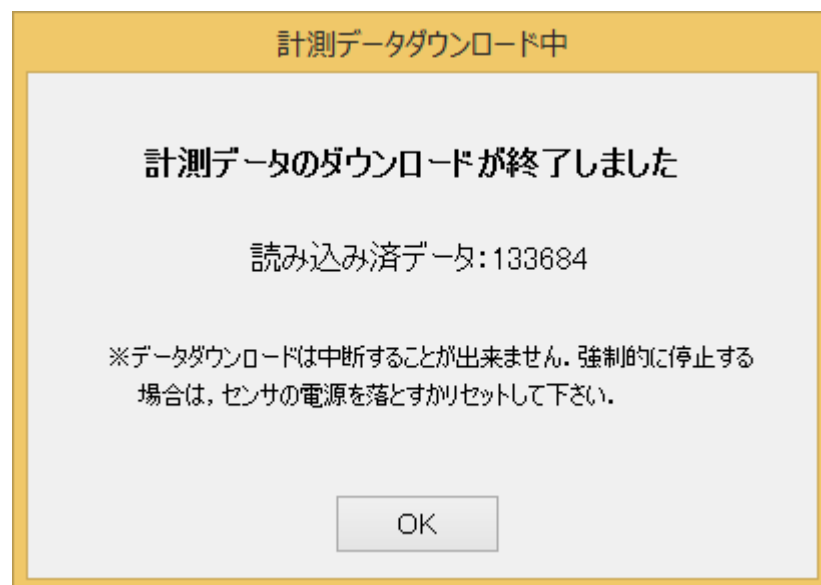 計測データダウンロード中
計測データのダウンロードが終了しました
読み込み済データ:133684
※データダウンロードは中断することが出来ません.強制的に停止する
場合は,センサの電源を落とすかリセットして下さい.
OK